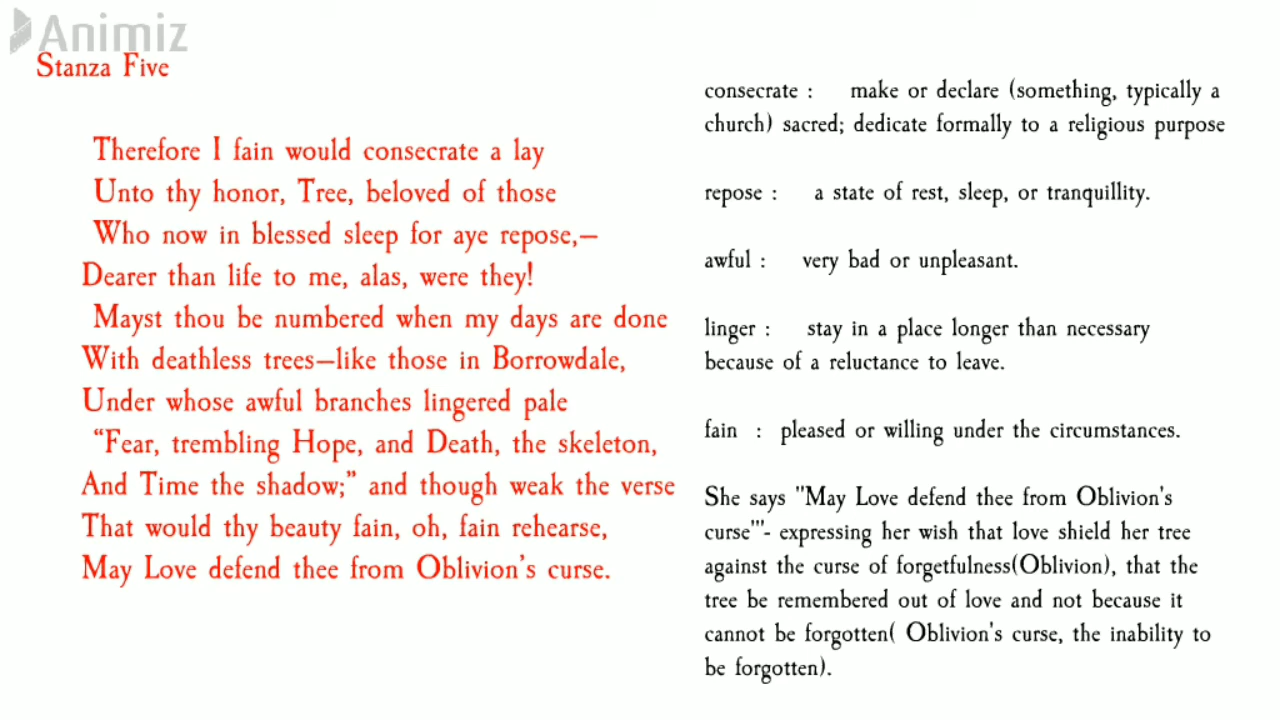 Animiz
Stanza Five
Therefore I fain would consecrate a lay
Unto thy honor, Tree, beloved of those
Who now in blessed sleep for aye repose,—
Dearer than life to me, alas, were they!
Mayst thou be numbered when my days are done
With deathless trees—like those in Borrowdale,
Under whose awful branches lingered pale
“Fear, trembling Hope, and Death, the skeleton,
And Time the shadow;” and though weak the verse
That would thy beauty fain, oh, fain rehearse,
May Love defend thee from Oblivion’s curse.
consecrate : make or declare (something, typically a
church) sacred; dedicate formally to a religious purpose
repose : a state of rest, sleep, or tranquillity.
awful : very bad or unpleasant.
linger : stay in a place longer than necessary
because of a reluctance to leave.
fain : pleased or willing under the circumstances.
She says "May Love defend thee from Oblivion's
curse"'- expressing her wish that love shield her tree
against the curse of forgetfulness(Oblivion), that the
tree be remembered out of love and not because it
cannot be forgotten( Oblivion's curse, the inability to
be forgotten).